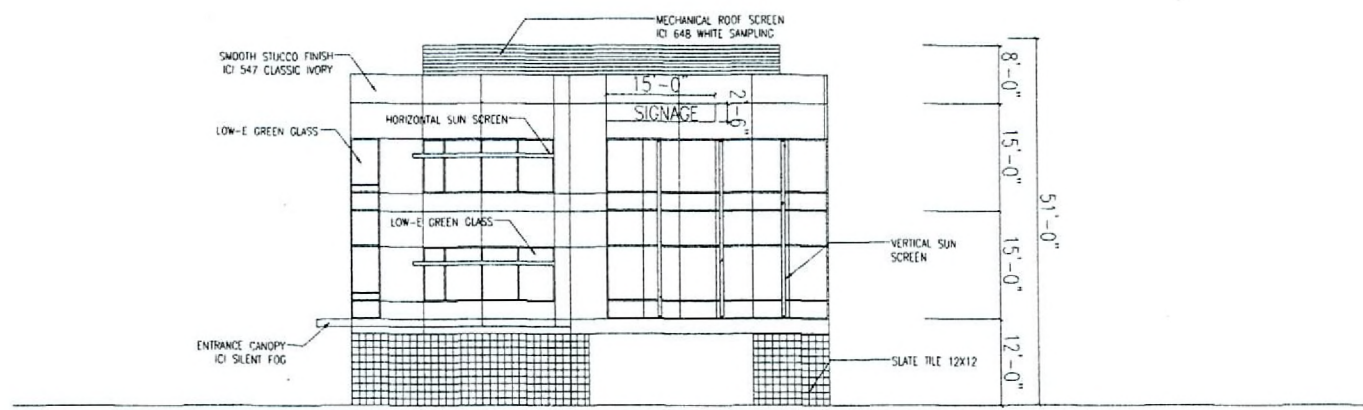 MECHANICAL ROOF SCREEN
ICI 648 WHITE SAMPLING
SMOOTH STUCCO FINISH
ICI 547 CLASSIC IVORY
8'-0"
15'-0"
2'-6"
SIGNAGE
HORIZONTAL SUN SCREEN
LOW-E GREEN GLASS
15'-0"
51'-0"
LOW-E GREEN GLASS
VERTICAL SUN
SCREEN
15'-0"
ENTRANCE CANOPY
ICI SILENT FOG
SLATE TILE 12X12
12'-0"